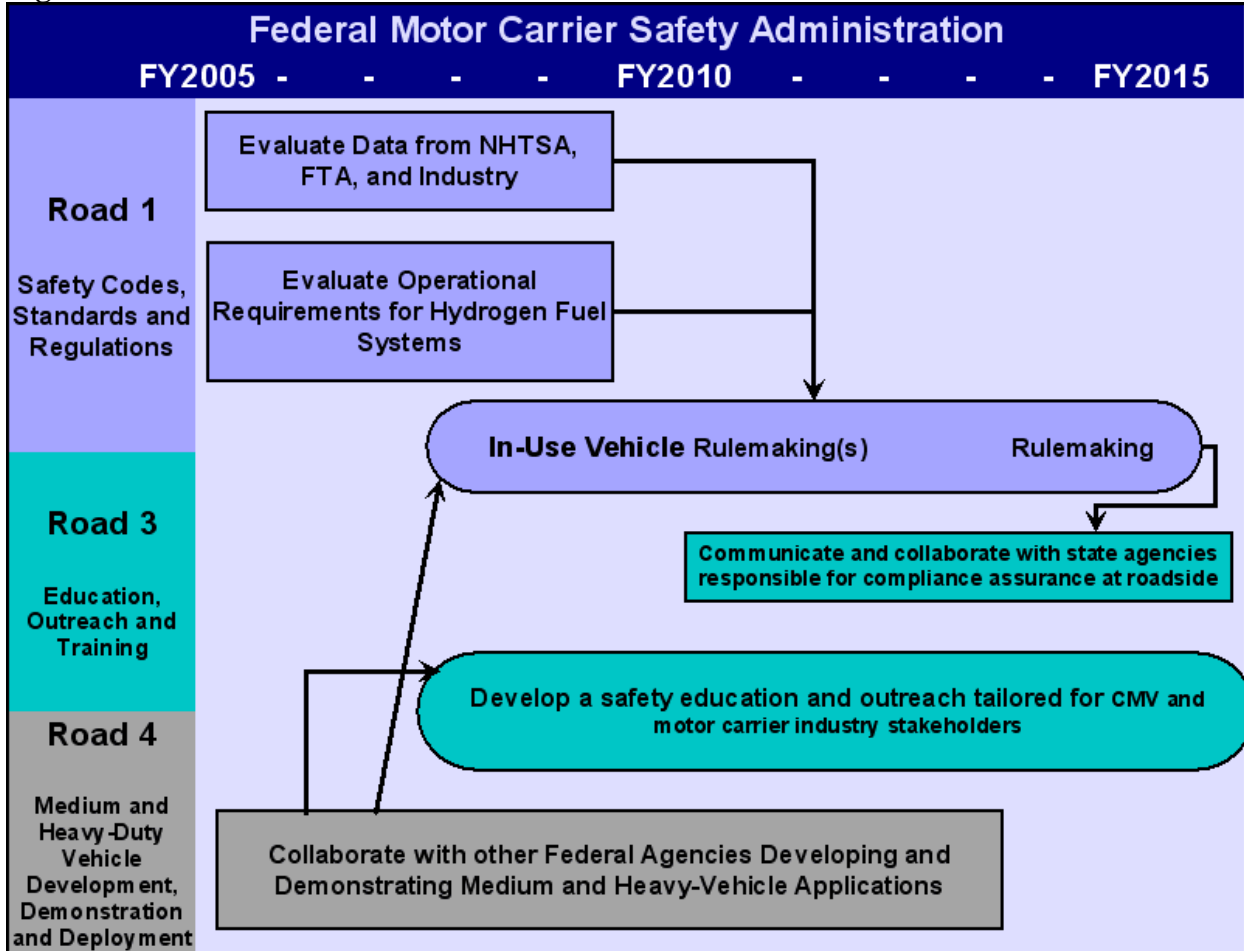 Federal Motor Carrier Safety Administration
FY2005 - - - - FY2010 - - - - FY2015
Road 1
Safety Codes,
Standards and
Regulations
Evaluate Data from NHTSA,
FTA, and Industry
Evaluate Operational
Requirements for Hydrogen Fuel
Systems
In-Use Vehicle Rulemaking(s) Rulemaking
Road 3
Education,
Outreach and
Training
Communicate and collaborate with state agencies
responsible for compliance assurance at roadside
Develop a safety education and outreach tailored for CMV and
motor carrier industry stakeholders
Road 4
Medium and
Heavy-Duty
Vehicle
Development,
Demonstration
and Deployment
Collaborate with other Federal Agencies Developing and
Demonstrating Medium and Heavy-Vehicle Applications